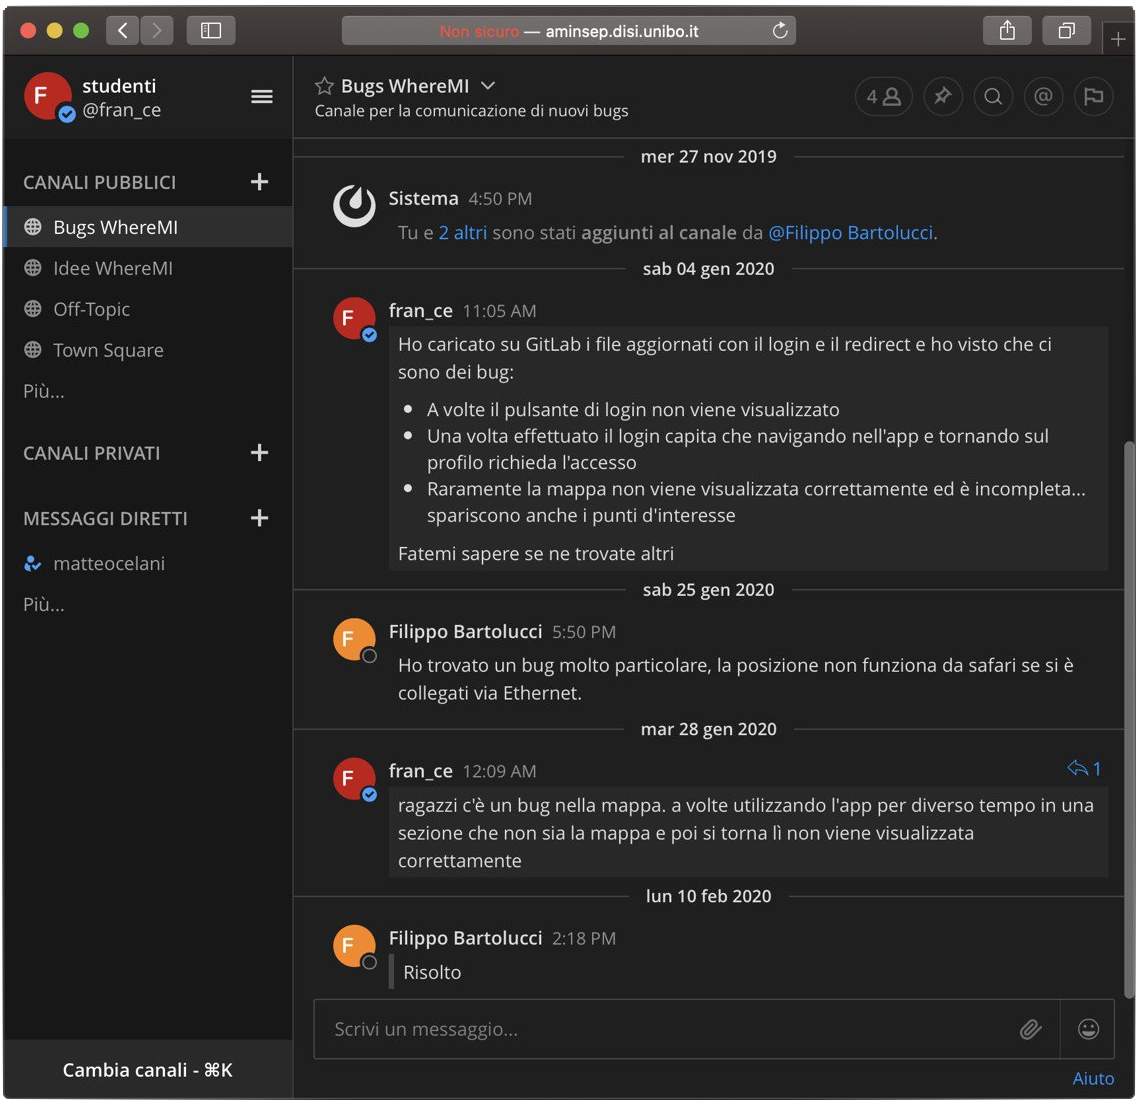 Non sicuro — aminsep.disi.unibo.it
F
studenti
@fran_ce
CANALI PUBBLICI
Bugs WhereMI
Idee WhereMI
Off-Topic
Town Square
Più...
CANALI PRIVATI
MESSAGGI DIRETTI
matteocelani
Più...
Cambia canali - ⌘K
Bugs WhereMI
Canale per la comunicazione di nuovi bugs
4
@
mer 27 nov 2019
Sistema 4:50 PM
Tu e 2 altri sono stati aggiunti al canale da @Filippo Bartolucci.
sab 04 gen 2020
F
fran_ce 11:05 AM
Ho caricato su GitLab i file aggiornati con il login e il redirect e ho visto che ci
sono dei bug:
• A volte il pulsante di login non viene visualizzato
• Una volta effettuato il login capita che navigando nell'app e tornando sul
profilo richieda l'accesso
• Raramente la mappa non viene visualizzata correttamente ed è incompleta...
spariscono anche i punti d'interesse
Fatemi sapere se ne trovate altri
sab 25 gen 2020
F
Filippo Bartolucci 5:50 PM
Ho trovato un bug molto particolare, la posizione non funziona da safari se si è
collegati via Ethernet.
mar 28 gen 2020
F
fran_ce 12:09 AM
1
ragazzi c'è un bug nella mappa. a volte utilizzando l'app per diverso tempo in una
sezione che non sia la mappa e poi si torna lì non viene visualizzata
correttamente
lun 10 feb 2020
F
Filippo Bartolucci 2:18 PM
Risolto
Scrivi un messaggio...
Aiuto